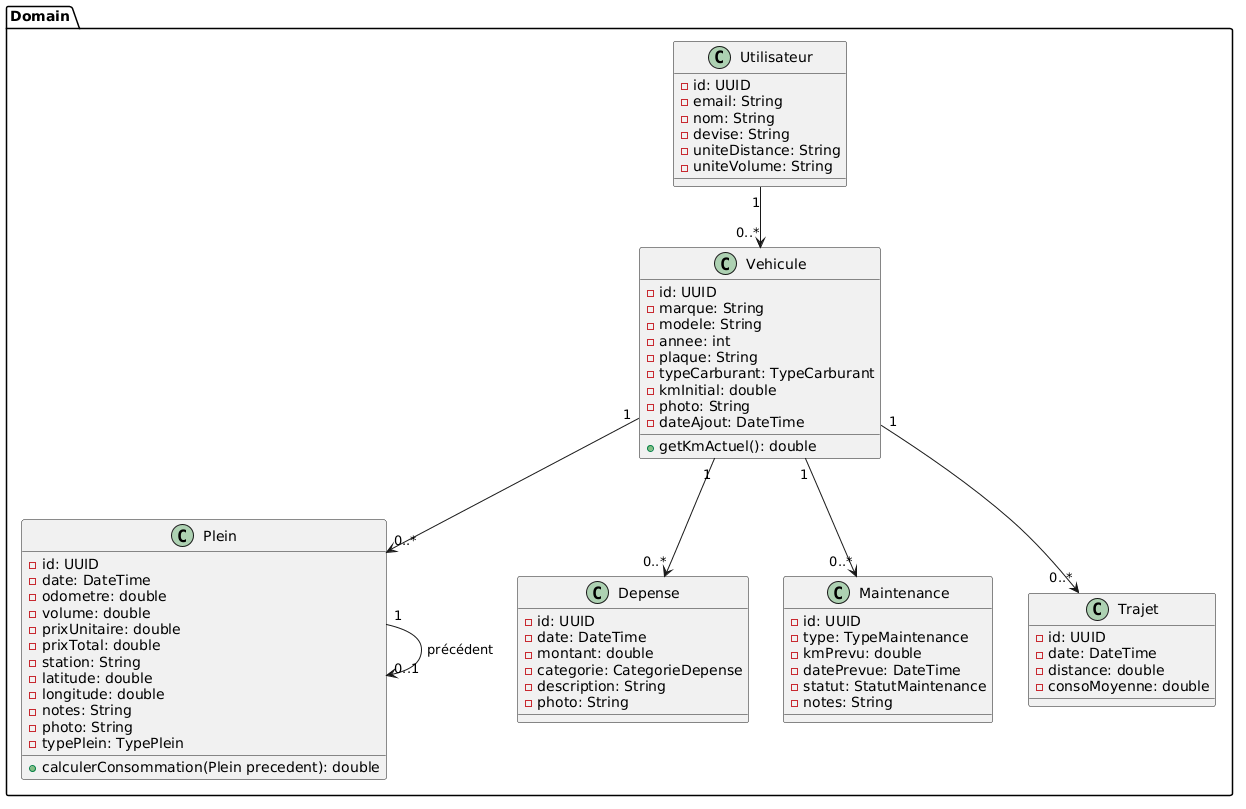 Domain
C Utilisateur
id: UUID
email: String
nom: String
devise: String
uniteDistance: String
uniteVolume: String
1
0..*
C Vehicule
id: UUID
marque: String
modele: String
annee: int
plaque: String
typeCarburant: TypeCarburant
kmInitial: double
photo: String
dateAjout: DateTime
getKmActuel(): double
1
1
1
1
0..*
0..*
0..*
0..*
C Plein
id: UUID
date: DateTime
odometre: double
volume: double
prixUnitaire: double
prixTotal: double
station: String
latitude: double
longitude: double
notes: String
photo: String
typePlein: TypePlein
calculerConsommation(Plein precedent): double
1
précédent
0..1
C Depense
id: UUID
date: DateTime
montant: double
categorie: CategorieDepense
description: String
photo: String
C Maintenance
id: UUID
type: TypeMaintenance
kmPrevu: double
datePrevue: DateTime
statut: StatutMaintenance
notes: String
C Trajet
id: UUID
date: DateTime
distance: double
consoMoyenne: double